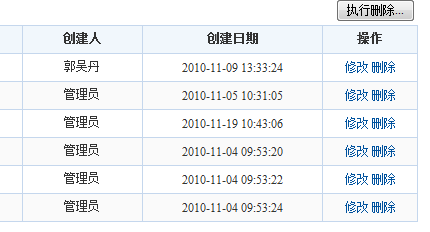 执行删除...
创建人 创建日期 操作
郭吴丹 2010-11-09 13:33:24 修改 删除
管理员 2010-11-05 10:31:05 修改 删除
管理员 2010-11-19 10:43:06 修改 删除
管理员 2010-11-04 09:53:20 修改 删除
管理员 2010-11-04 09:53:22 修改 删除
管理员 2010-11-04 09:53:24 修改 删除